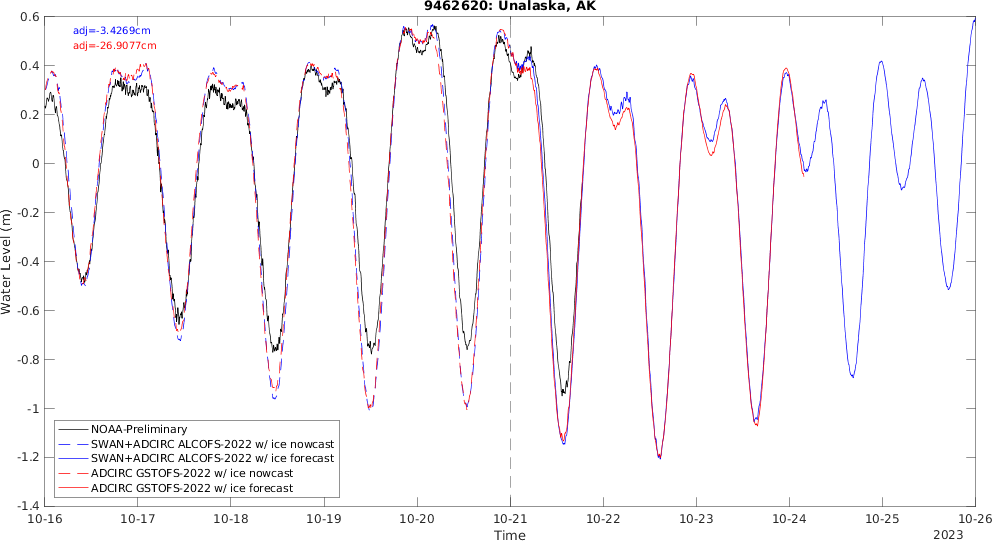 9462620: Unalaska, AK
adj=-3.4269cm
adj=-26.9077cm
0.6
0.4
0.2
0
-0.2
-0.4
-0.6
-0.8
-1
-1.2
-1.4
Water Level (m)
NOAA-Preliminary
SWAN+ADCIRC ALCOFS-2022 w/ ice nowcast
SWAN+ADCIRC ALCOFS-2022 w/ ice forecast
ADCIRC GSTOFS-2022 w/ ice nowcast
ADCIRC GSTOFS-2022 w/ ice forecast
10-16 10-17 10-18 10-19 10-20 10-21 10-22 10-23 10-24 10-25 10-26
Time
2023